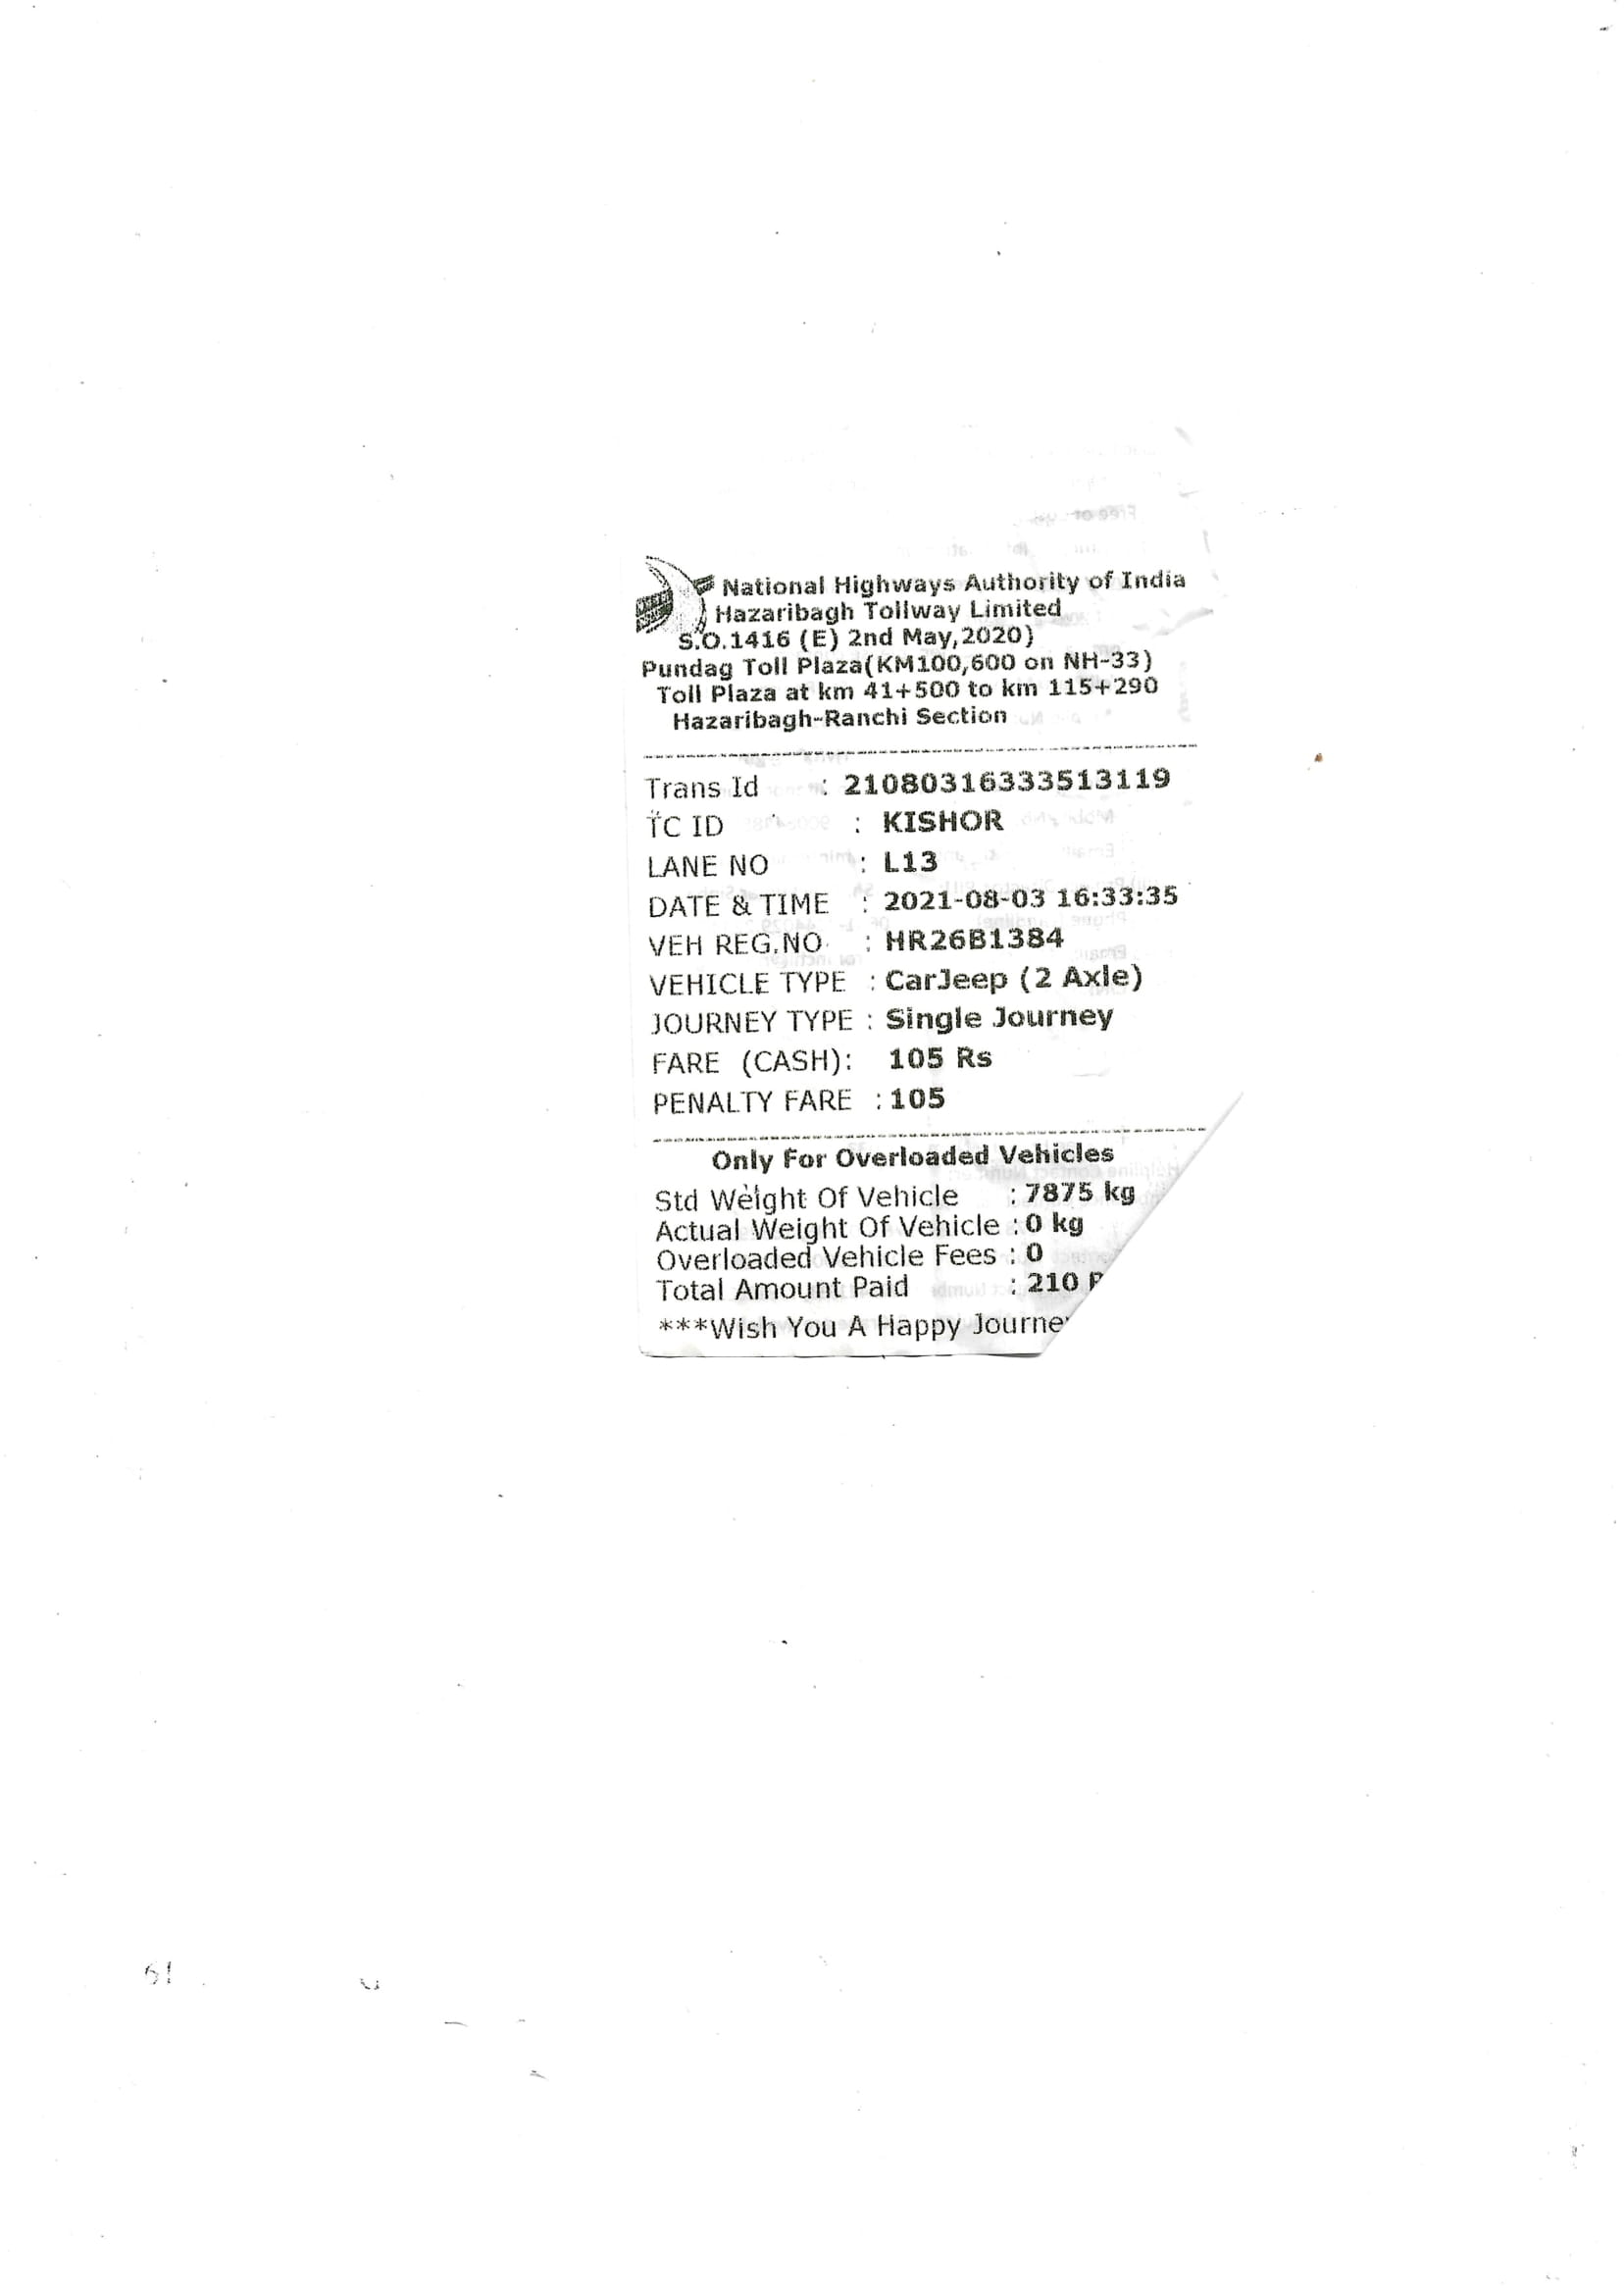 National Highways Authority of India
Hazaribagh Tollway Limited
S.O.1416 (E) 2nd May,2020)
Pundag Toll Plaza(KM100,600 on NH-33)
Toll Plaza at km 41+500 to km 115+290
Hazaribagh-Ranchi Section
Trans Id : 21080316333513119
TC ID : KISHOR
LANE NO : L13
DATE & TIME : 2021-08-03 16:33:35
VEH REG.NO : HR26B1384
VEHICLE TYPE : CarJeep (2 Axle)
JOURNEY TYPE : Single Journey
FARE (CASH): 105 Rs
PENALTY FARE : 105
Only For Overloaded Vehicles
Std Weight Of Vehicle : 7875 kg
Actual Weight Of Vehicle : 0 kg
Overloaded Vehicle Fees : 0
Total Amount Paid : 210
***Wish You A Happy Journe